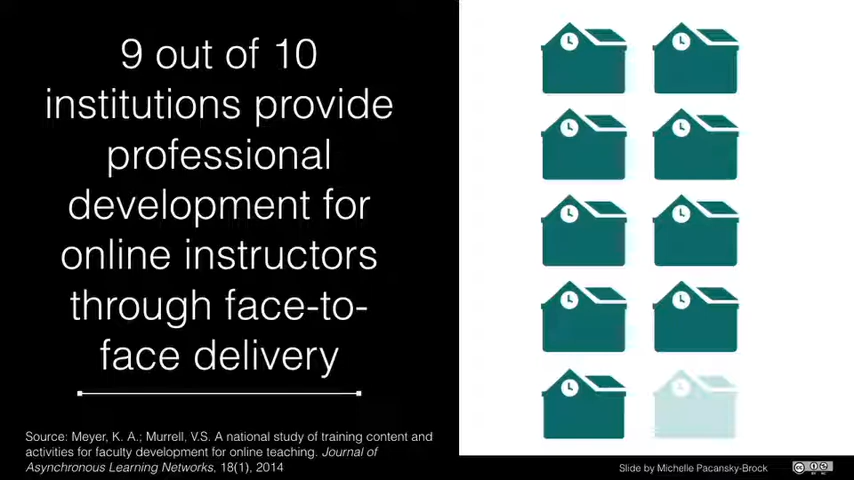 9 out of 10
institutions provide
professional
development for
online instructors
through face-to-
face delivery
Source: Meyer, K. A.; Murrell, V.S. A national study of training content and
activities for faculty development for online teaching. Journal of
Asynchronous Learning Networks, 18(1), 2014
Slide by Michelle Pacansky-Brock